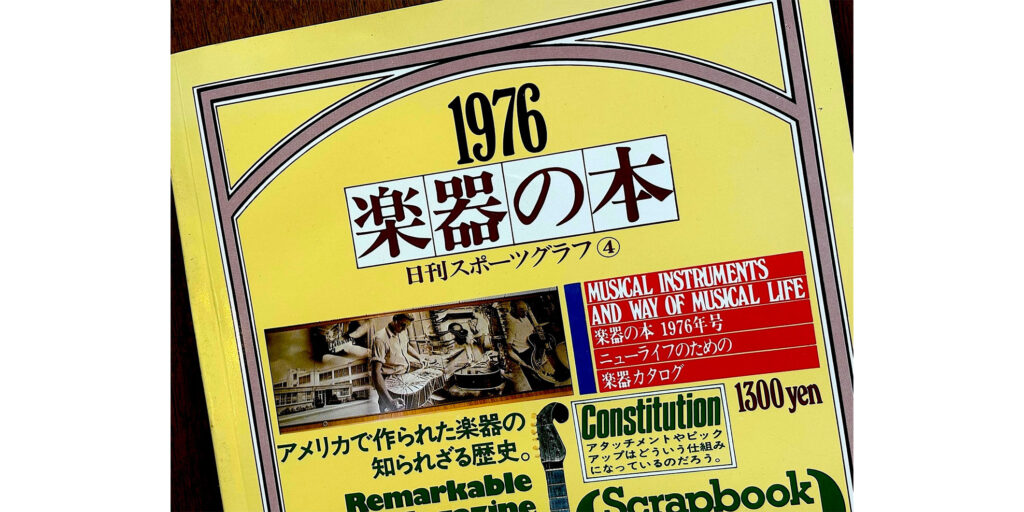 1976
楽器の本
日刊スポーツグラフ④
MUSICAL INSTRUMENTS
AND WAY OF MUSICAL LIFE
楽器の本 1976年号
ニューライフのための
楽器カタログ
1300yen
アメリカで作られた楽器の
知られざる歴史。
Constitution
アタッチメントやピック
アップはどういう仕組み
になっているのだろう。
Remarkable
Magazine
Scrapbook